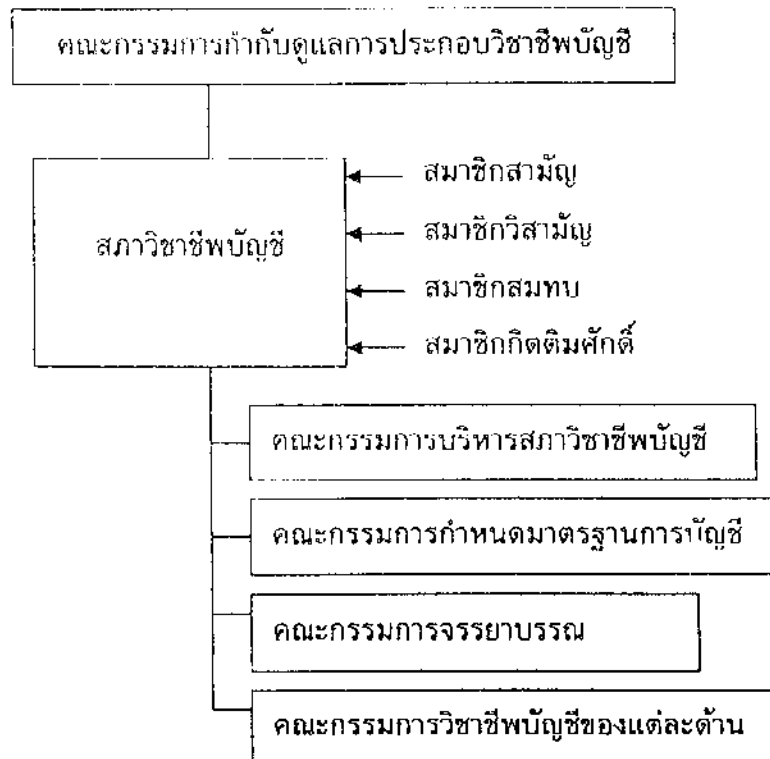 คณะกรรมการกำกับดูแลการประกอบวิชาชีพบัญชี
สภาวิชาชีพบัญชี
สมาชิกสามัญ
สมาชิกวิสามัญ
สมาชิกสมทบ
สมาชิกกิตติมศักดิ์
คณะกรรมการบริหารสภาวิชาชีพบัญชี
คณะกรรมการกำหนดมาตรฐานการบัญชี
คณะกรรมการจรรยาบรรณ
คณะกรรมการวิชาชีพบัญชีของแต่ละด้าน